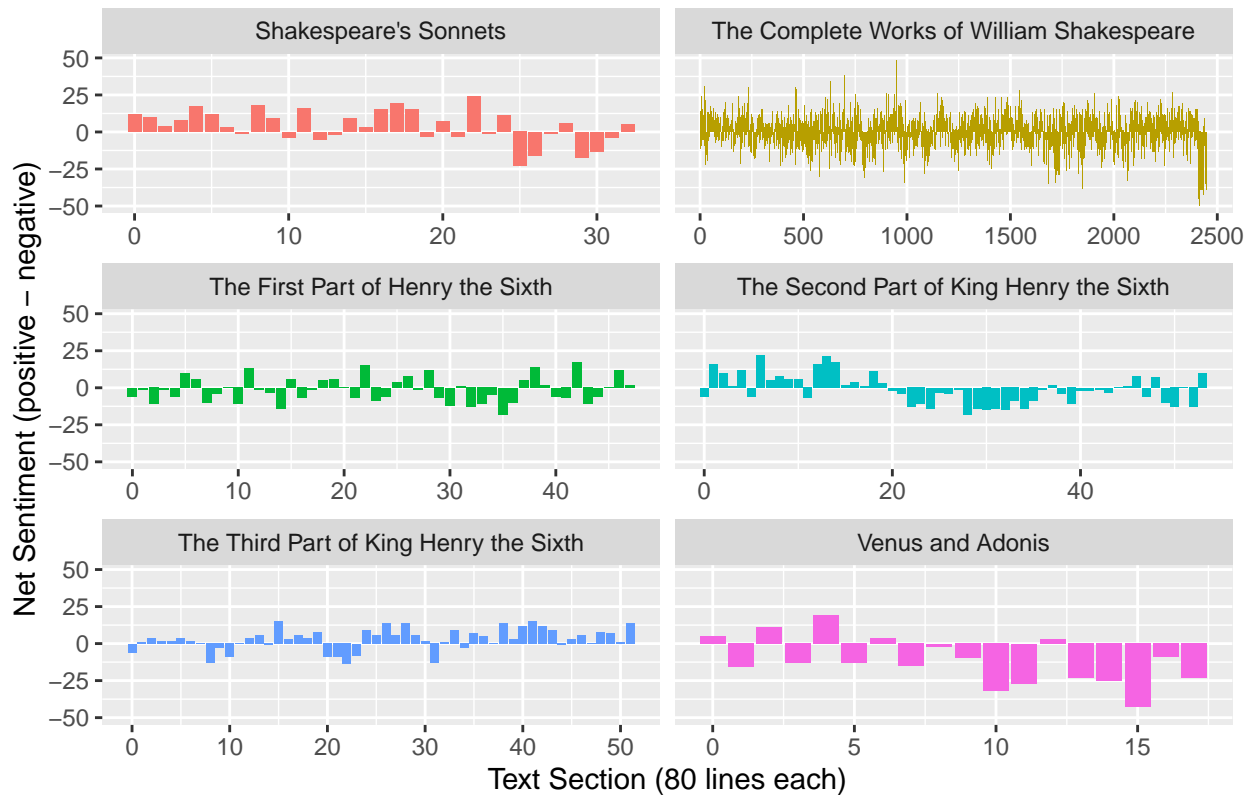 Shakespeare's Sonnets
The Complete Works of William Shakespeare
50
25
0
−25
−50
0 10 20 30
0 500 1000 1500 2000 2500
The First Part of Henry the Sixth
The Second Part of King Henry the Sixth
50
25
0
−25
−50
0 10 20 30 40
0 20 40
The Third Part of King Henry the Sixth
Venus and Adonis
50
25
0
−25
−50
0 10 20 30 40 50
0 5 10 15
Net Sentiment (positive − negative)
Text Section (80 lines each)